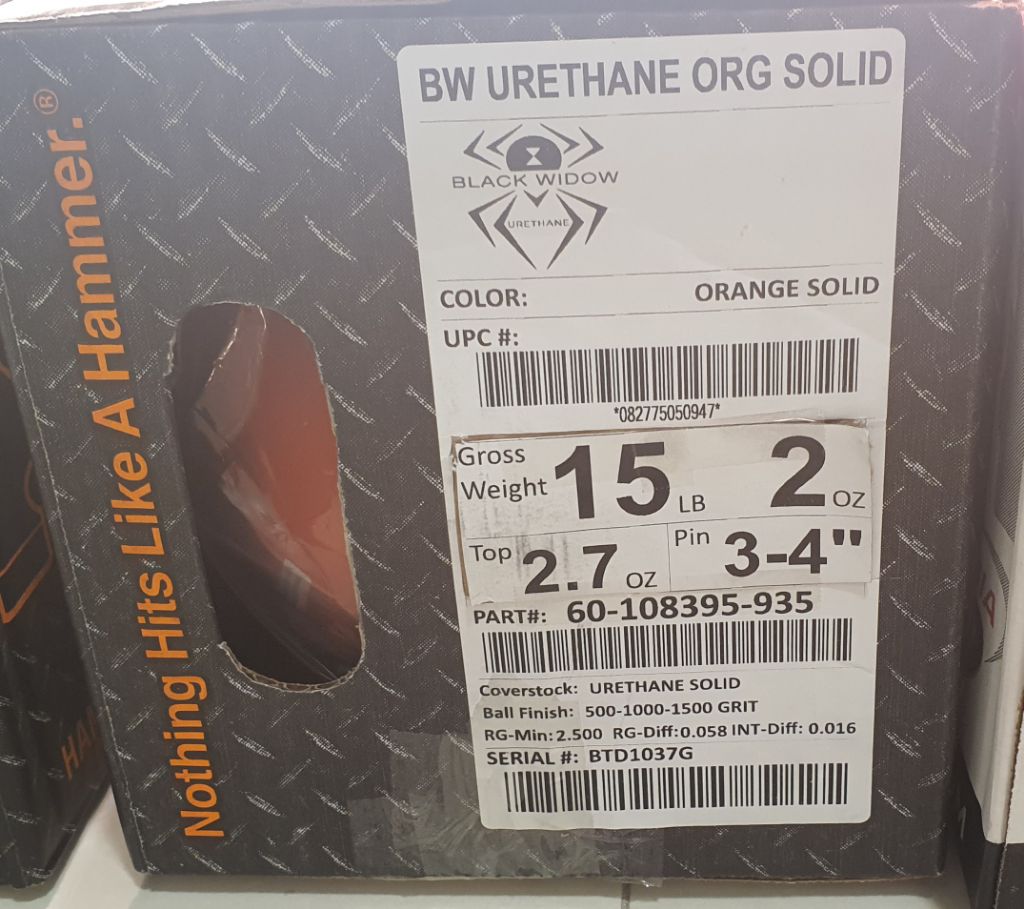 Nothing Hits Like A Hammer.®
BW URETHANE ORG SOLID
BLACK WIDOW
URETHANE
COLOR: ORANGE SOLID
UPC #:
*082775050947*
Gross Weight 15 LB 2 OZ
Top 2.7 OZ Pin 3-4"
PART#: 60-108395-935
Coverstock: URETHANE SOLID
Ball Finish: 500-1000-1500 GRIT
RG-Min: 2.500 RG-Diff: 0.058 INT-Diff: 0.016
SERIAL #: BTD1037G